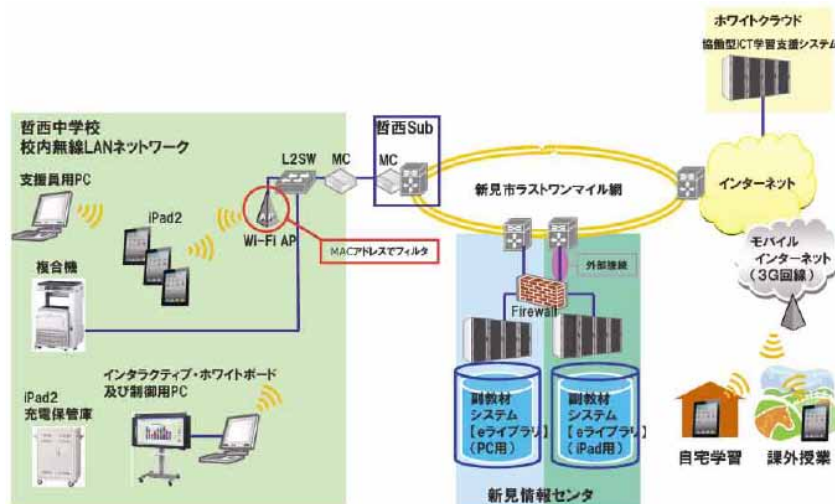 ホワイトクラウド
協働型ICT学習支援システム
哲西中学校
校内無線LANネットワーク
支援員用PC
iPad2
複合機
L2SW
MC
哲西Sub
MC
Wi-Fi AP
MACアドレスでフィルタ
新見市ラストワンマイル網
インターネット
モバイル
インターネット
(3G回線)
外部接続
Firewall
iPad2
充電保管庫
インタラクティブ・ホワイトボード
及び制御用PC
副教材
システム
【eライブラリ】
(PC用)
副教材
システム
【eライブラリ】
(iPad用)
新見情報センタ
自宅学習
課外授業